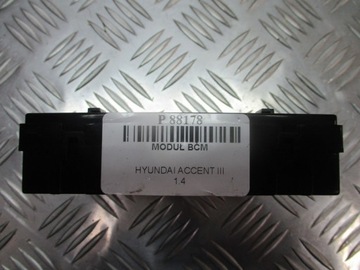 P 88178
MODUL BCM
HYUNDAI ACCENT III
1.4